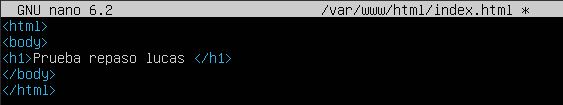 GNU nano 6.2 /var/www/html/index.html *
<html>
<body>
<h1>Prueba repaso lucas </h1>
</body>
</html>